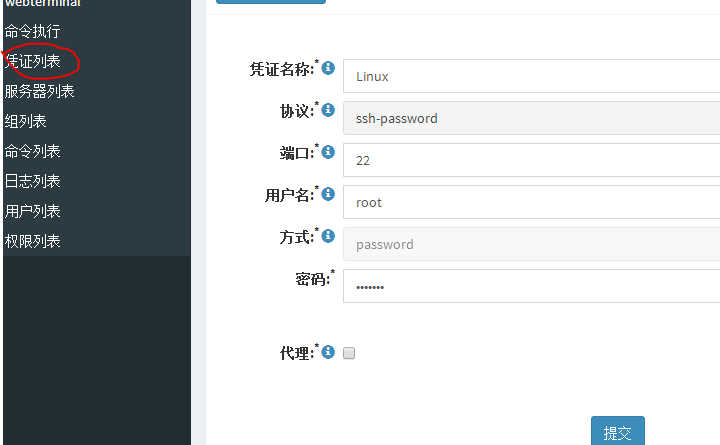 webterminal
命令执行
凭证列表
服务器列表
组列表
命令列表
日志列表
用户列表
权限列表
凭证名称:* Linux
协议:* ssh-password
端口:* 22
用户名:* root
方式:* password
密码:* •••••••
代理:*
提交